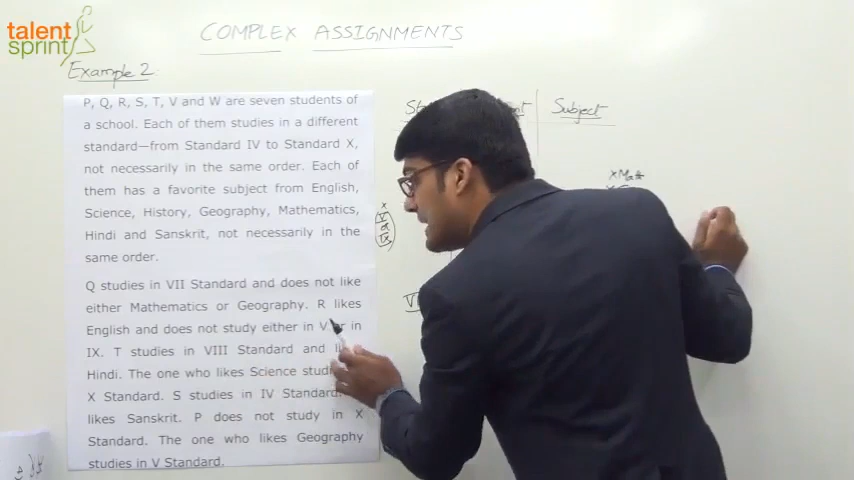 talent
sprint
COMPLEX ASSIGNMENTS
Example 2
P, Q, R, S, T, V and W are seven students of
a school. Each of them studies in a different
standard—from Standard IV to Standard X,
not necessarily in the same order. Each of
them has a favorite subject from English,
Science, History, Geography, Mathematics,
Hindi and Sanskrit, not necessarily in the
same order.
Q studies in VII Standard and does not like
either Mathematics or Geography. R likes
English and does not study either in V or in
IX. T studies in VIII Standard and
Hindi. The one who likes Science
X Standard. S studies in IV Standard
likes Sanskrit. P does not study in X
Standard. The one who likes Geography
studies in V Standard.
Subject
x Math
x
V
or
IX